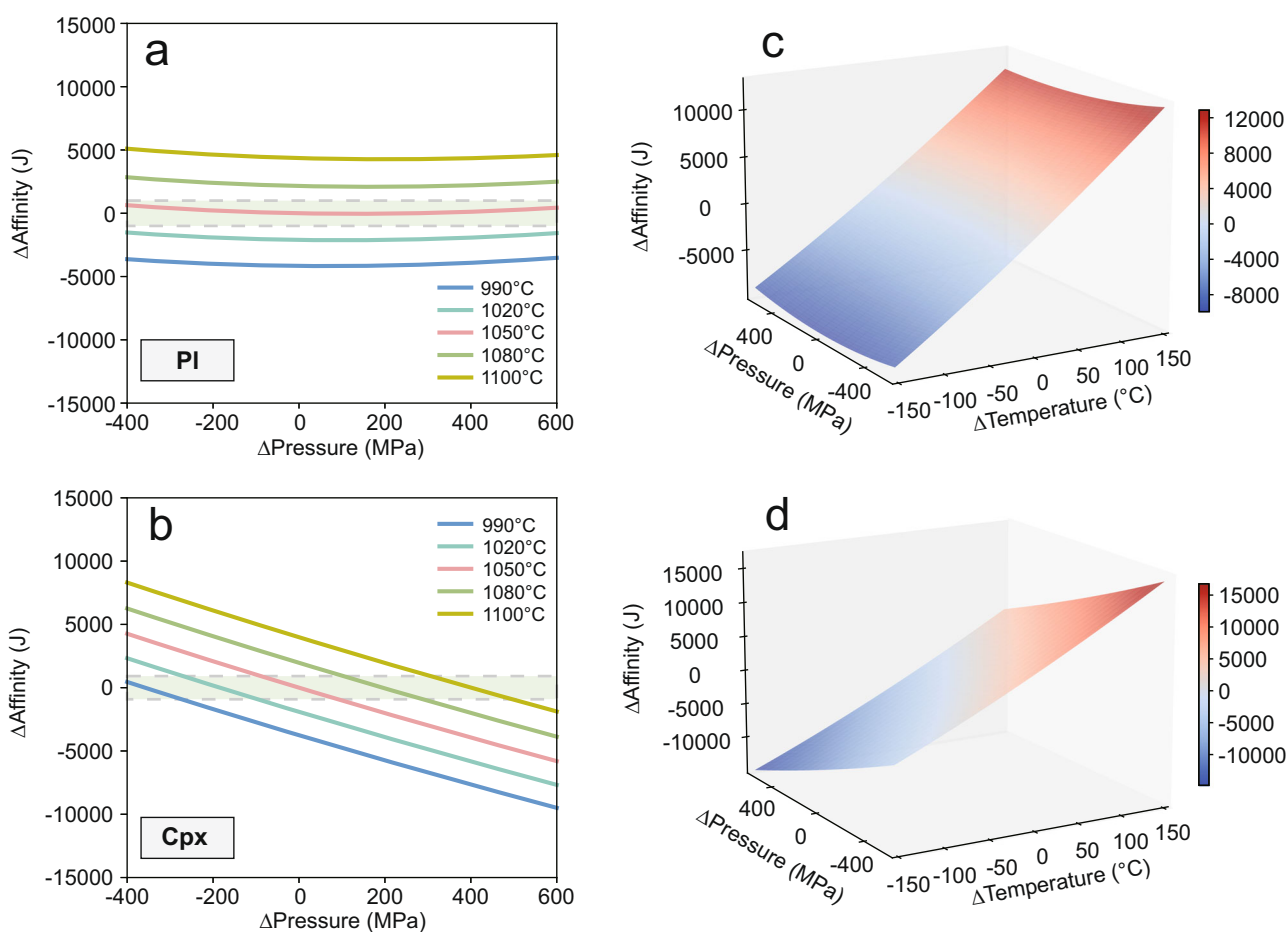 a
15000
10000
5000
0
-5000
-10000
-15000
ΔAffinity (J)
990°C
1020°C
1050°C
1080°C
1100°C
Pl
-400 -200 0 200 400 600
ΔPressure (MPa)
c
10000
5000
0
-5000
ΔAffinity (J)
400 0 -400
ΔPressure (MPa)
-150 -100 -50 0 50 100 150
ΔTemperature (°C)
12000
8000
4000
0
-4000
-8000
b
15000
10000
5000
0
-5000
-10000
-15000
ΔAffinity (J)
990°C
1020°C
1050°C
1080°C
1100°C
Cpx
-400 -200 0 200 400 600
ΔPressure (MPa)
d
15000
10000
5000
0
-5000
-10000
ΔAffinity (J)
400 0 -400
ΔPressure (MPa)
-150 -100 -50 0 50 100 150
ΔTemperature (°C)
15000
10000
5000
0
-5000
-10000